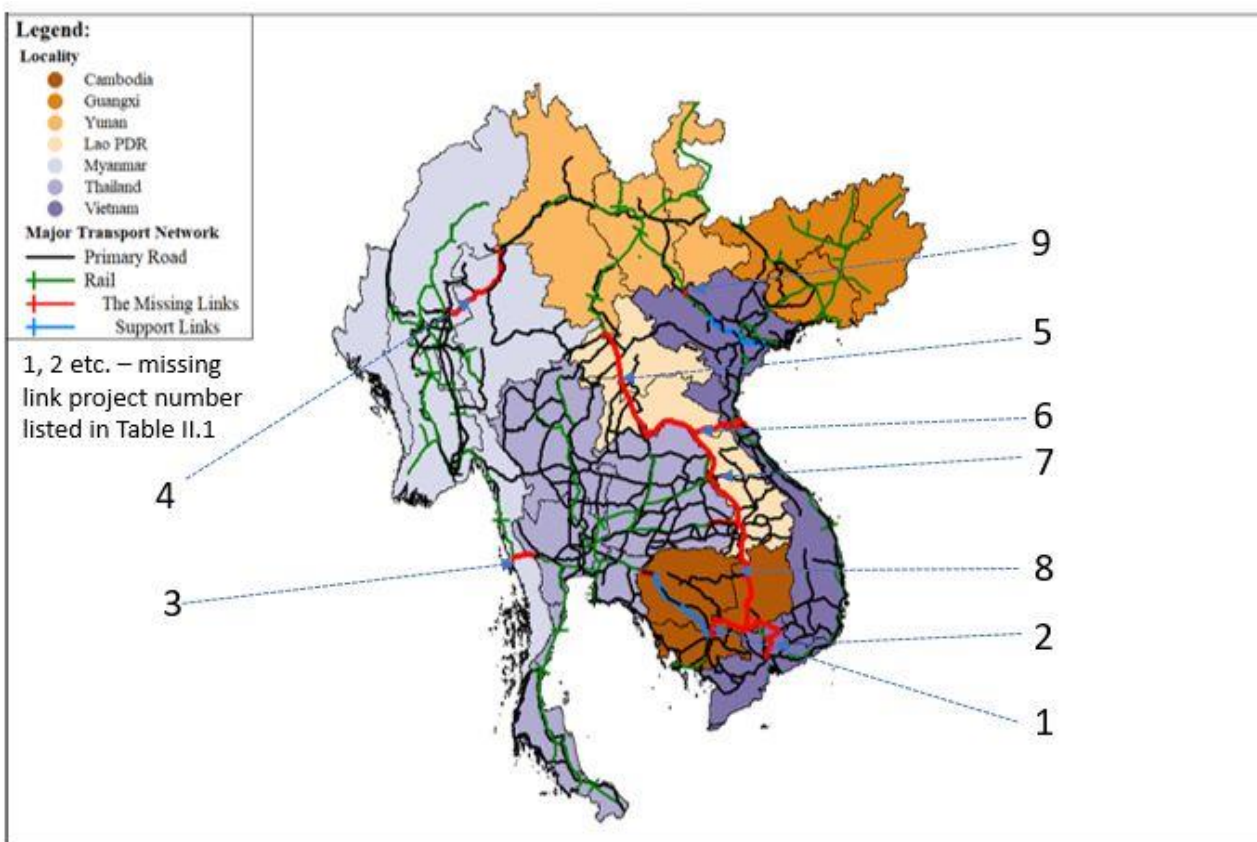 Legend:
Locality
Cambodia
Guangxi
Yunan
Lao PDR
Myanmar
Thailand
Vietnam
Major Transport Network
Primary Road
Rail
The Missing Links
Support Links
1, 2 etc. – missing
link project number
listed in Table II.1
9
5
6
7
4
8
3
2
1